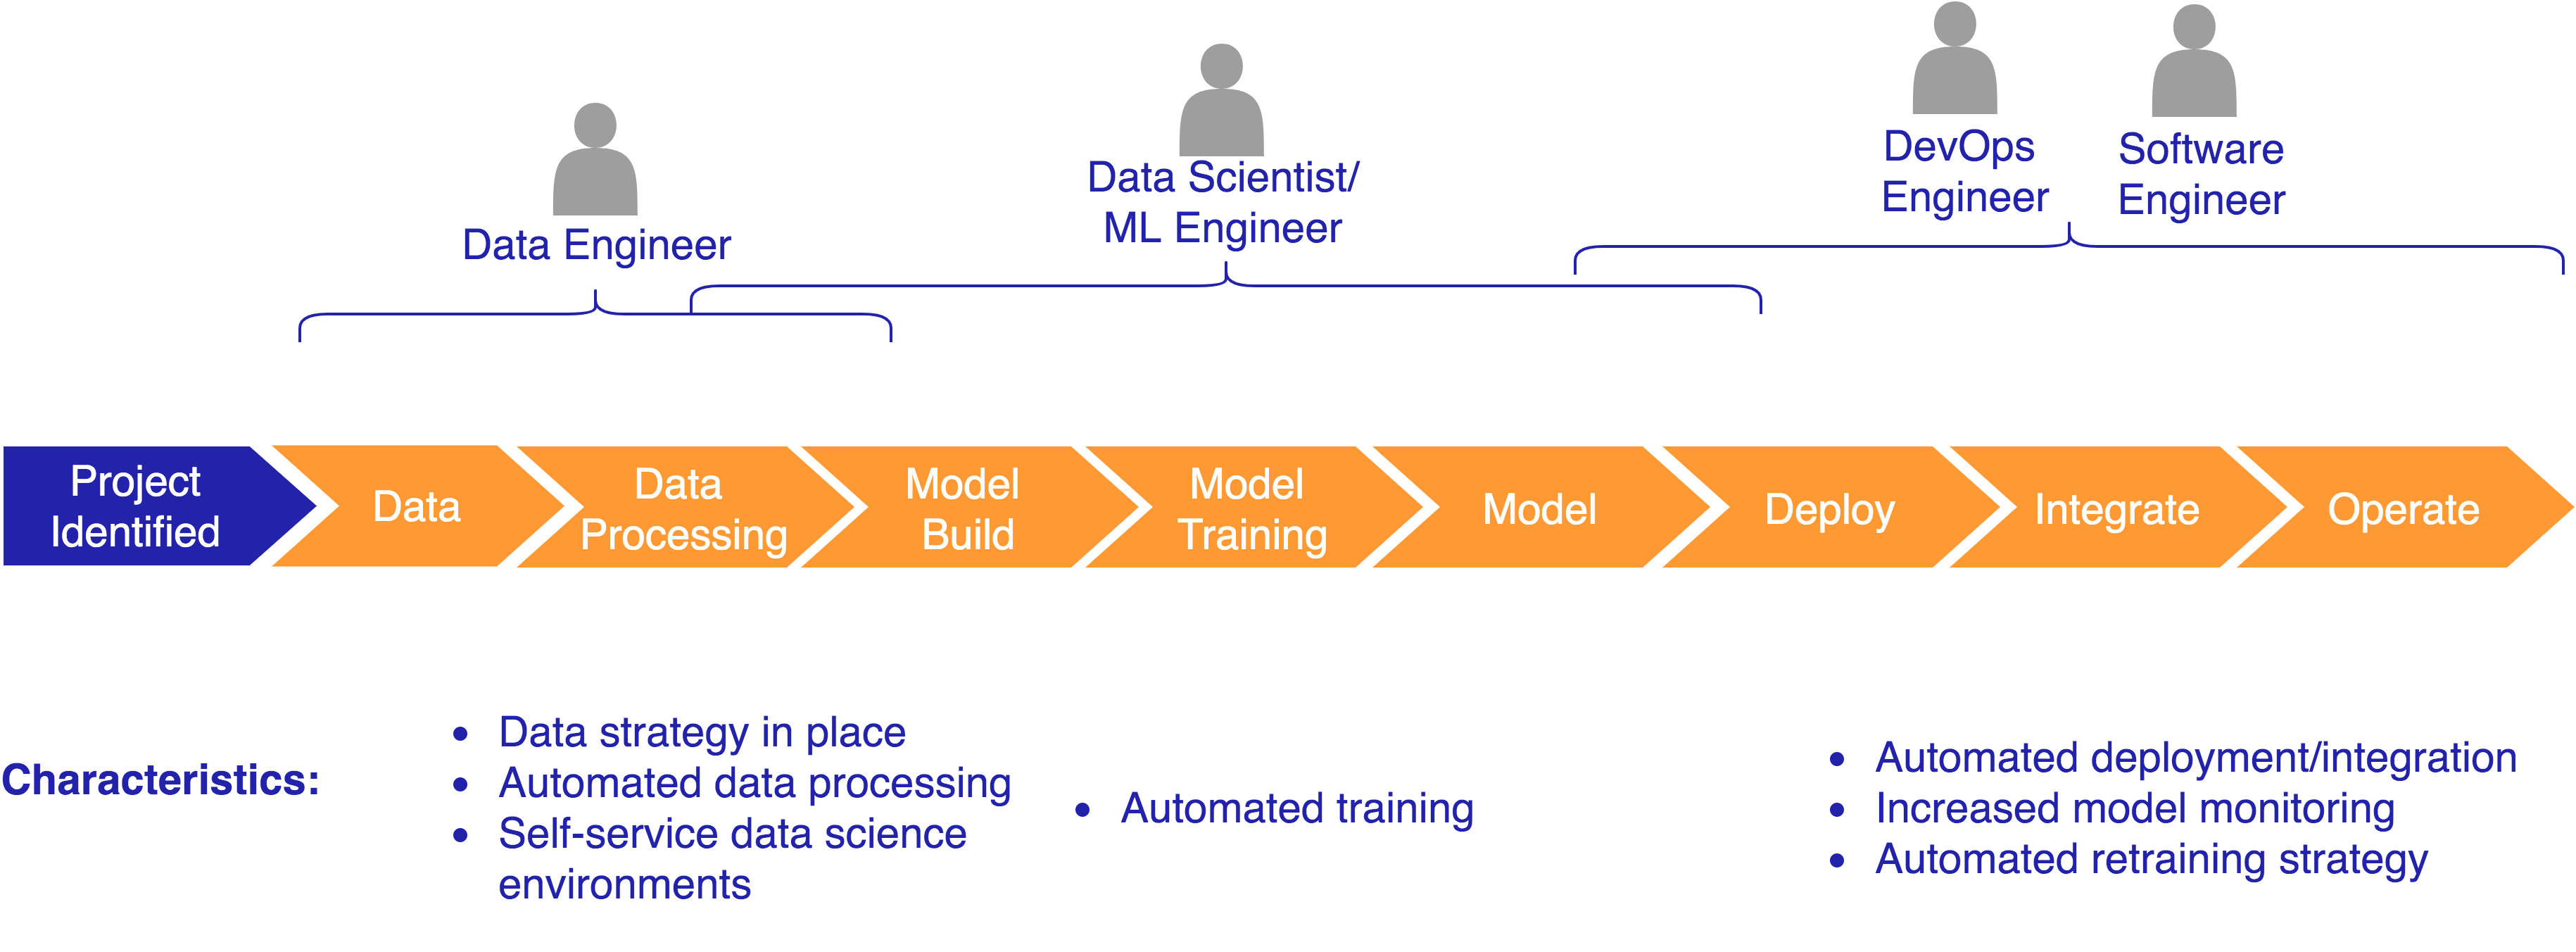 DevOps
Engineer
Software
Engineer
Data Scientist/
ML Engineer
Data Engineer
Project
Identified
Data
Data
Processing
Model
Build
Model
Training
Model
Deploy
Integrate
Operate
Characteristics:
• Data strategy in place
• Automated data processing
• Self-service data science
environments
• Automated training
• Automated deployment/integration
• Increased model monitoring
• Automated retraining strategy